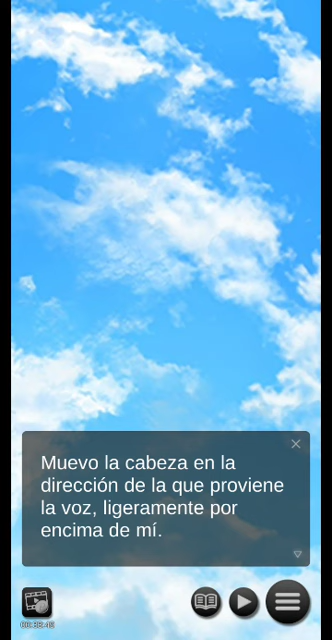 Muevo la cabeza en la
dirección de la que proviene
la voz, ligeramente por
encima de mí.